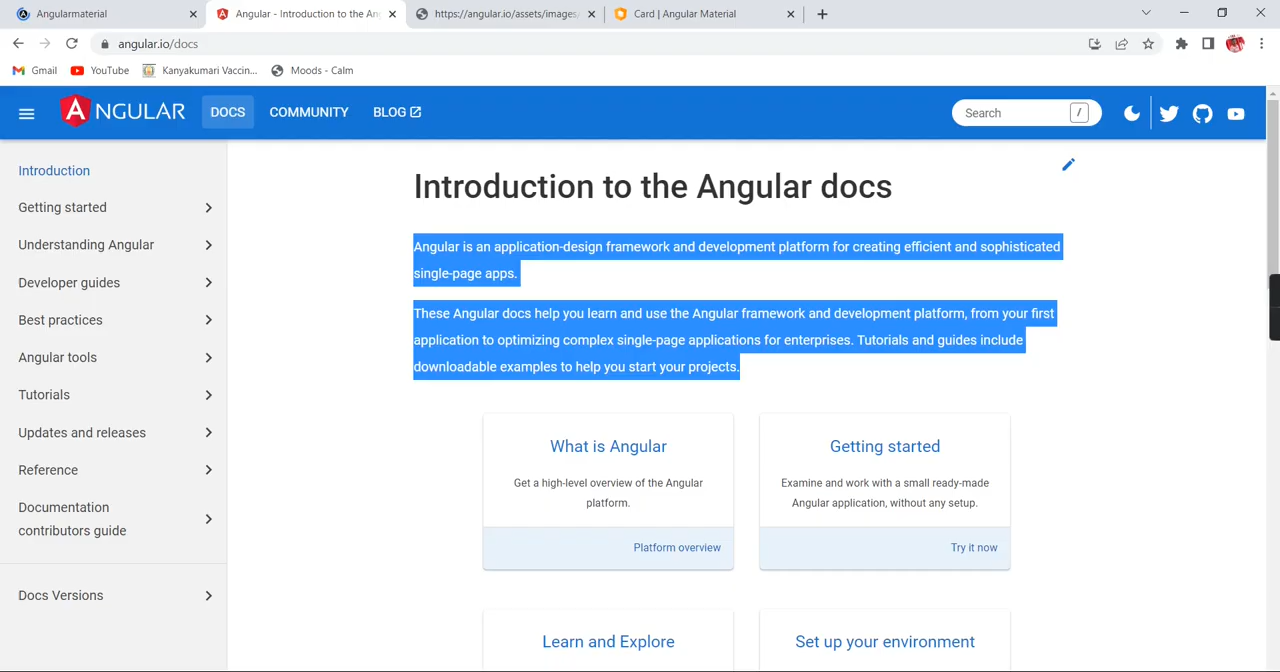 Angularmaterial
Angular - Introduction to the An
https://angular.io/assets/images/
Card | Angular Material
angular.io/docs
Gmail
YouTube
Kanyakumari Vaccin...
Moods - Calm
ANGULAR
DOCS
COMMUNITY
BLOG
Search
/
Introduction
Getting started
Understanding Angular
Developer guides
Best practices
Angular tools
Tutorials
Updates and releases
Reference
Documentation
contributors guide
Docs Versions
Introduction to the Angular docs
Angular is an application-design framework and development platform for creating efficient and sophisticated
single-page apps.
These Angular docs help you learn and use the Angular framework and development platform, from your first
application to optimizing complex single-page applications for enterprises. Tutorials and guides include
downloadable examples to help you start your projects.
What is Angular
Get a high-level overview of the Angular
platform.
Platform overview
Getting started
Examine and work with a small ready-made
Angular application, without any setup.
Try it now
Learn and Explore
Set up your environment